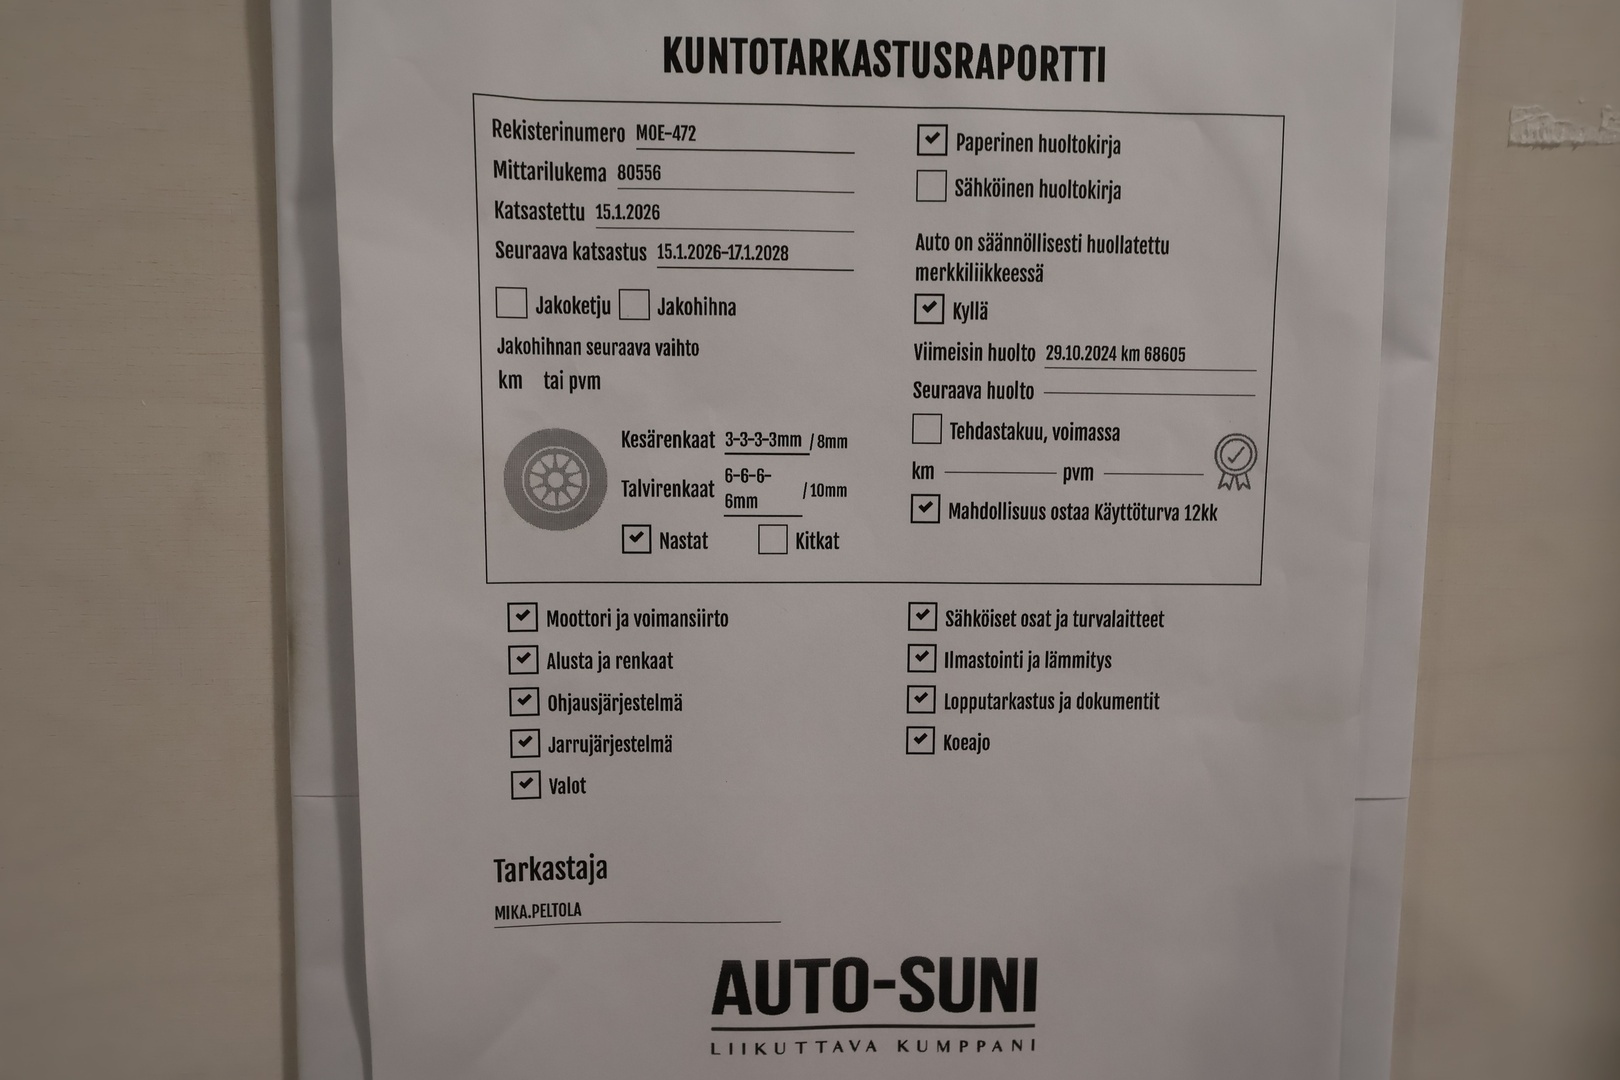 KUNTOTARKASTUSRAPORTTI
Rekisterinumero MOE-472
Mittarilukema 80556
Katsastettu 15.1.2026
Seuraava katsastus 15.1.2026-17.1.2028
Jakoketju Jakohihna
Jakohihnan seuraava vaihto
km tai pvm
Kesärenkaat 3-3-3-3mm / 8mm
Talvirenkaat 6-6-6-
6mm / 10mm
Nastat Kitkat
Paperinen huoltokirja
Sähköinen huoltokirja
Auto on säännöllisesti huollatettu
merkkiliikkeessä
Kyllä
Viimeisin huolto 29.10.2024 km 68605
Seuraava huolto
Tehdastakuu, voimassa
km pvm
Mahdollisuus ostaa Käyttöturva 12kk
Moottori ja voimansiirto
Alusta ja renkaat
Ohjausjärjestelmä
Jarrujärjestelmä
Valot
Sähköiset osat ja turvalaitteet
Ilmastointi ja lämmitys
Lopputarkastus ja dokumentit
Koeajo
Tarkastaja
MIKA.PELTOLA
AUTO-SUNI
LIIKUTTAVA KUMPPANI